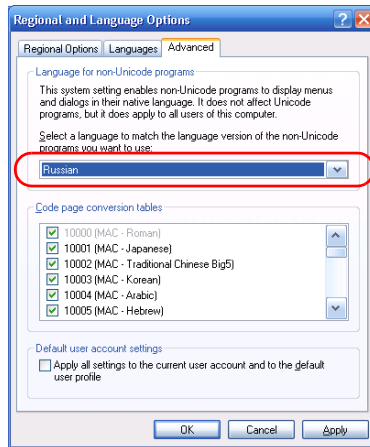 Regional and Language Options
Regional Options Languages Advanced
Language for non-Unicode programs
This system setting enables non-Unicode programs to display menus
and dialogs in their native language. It does not affect Unicode
programs, but it does apply to all users of this computer.
Select a language to match the language version of the non-Unicode
programs you want to use:
Russian
Code page conversion tables
10000 (MAC - Roman)
10001 (MAC - Japanese)
10002 (MAC - Traditional Chinese Big5)
10003 (MAC - Korean)
10004 (MAC - Arabic)
10005 (MAC - Hebrew)
Default user account settings
Apply all settings to the current user account and to the default
user profile
OK Cancel Apply